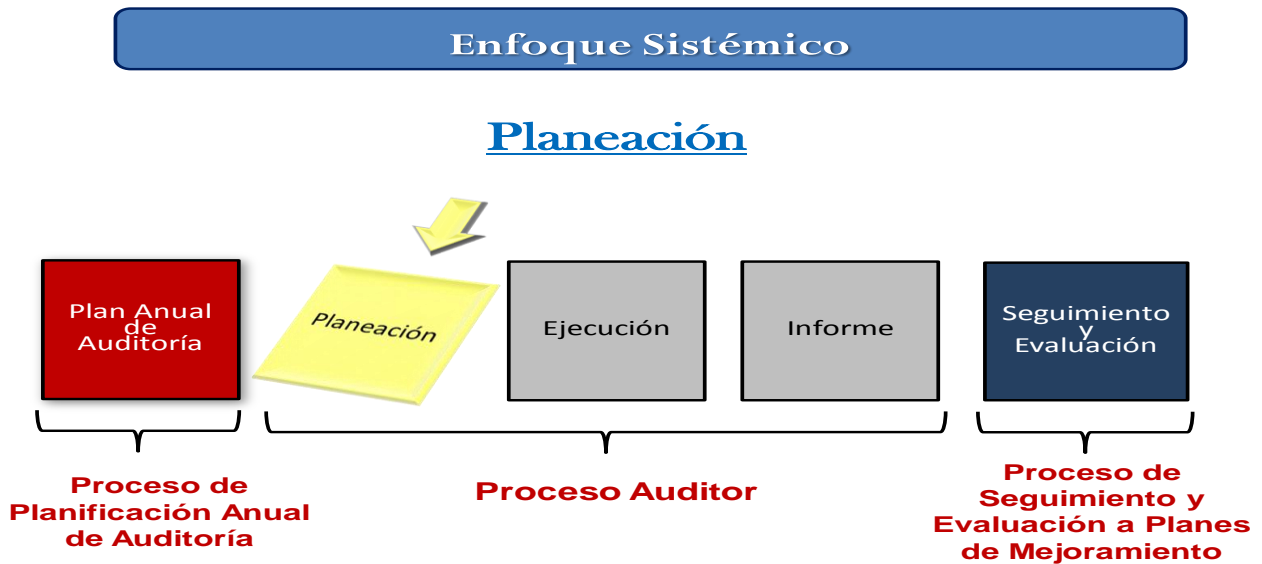 Enfoque Sistémico
Planeación
Plan Anual
de
Auditoría
Planeación
Ejecución
Informe
Seguimiento
y
Evaluación
Proceso de
Planificación Anual
de Auditoría
Proceso Auditor
Proceso de
Seguimiento y
Evaluación a Planes
de Mejoramiento